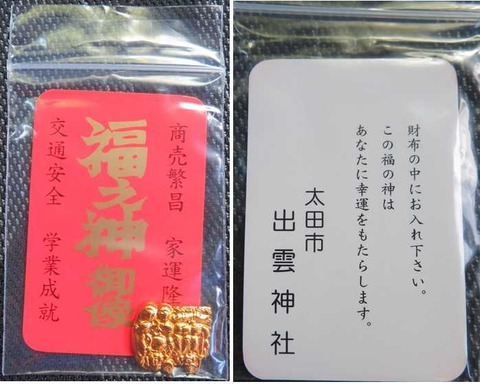 商売繁昌 家運隆
福之神御像
交通安全 学業成就
財布の中にお入れ下さい。
この福の神は
あなたに幸運をもたらします。
太田市
出雲神社